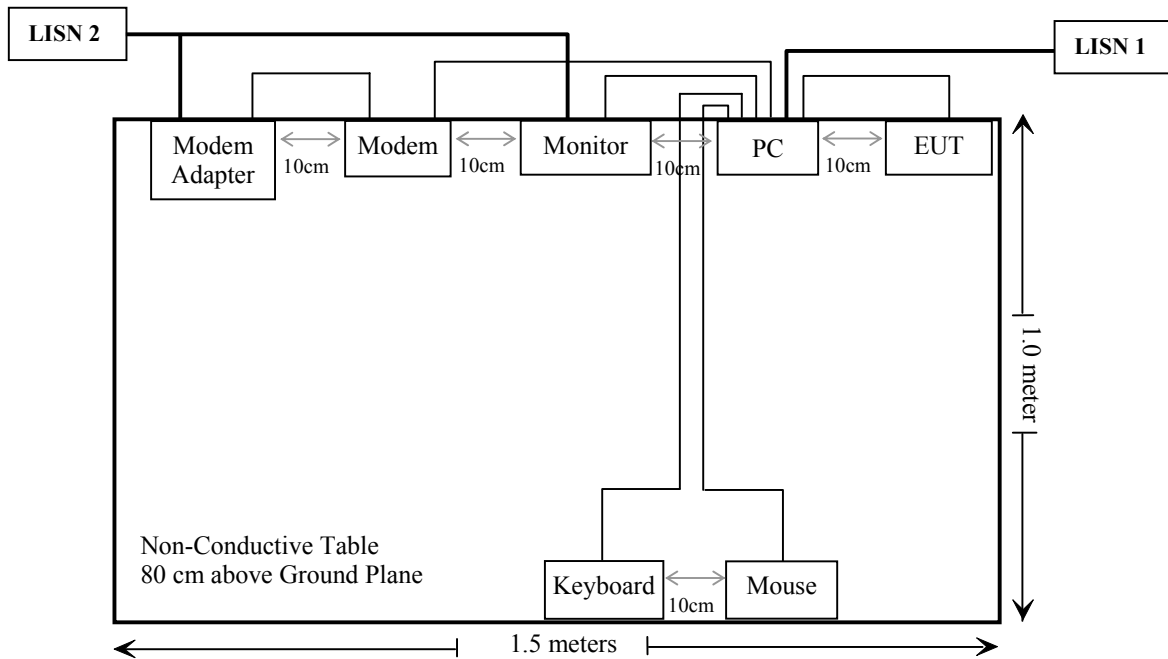 LISN 2
LISN 1
Modem
Adapter
10cm
Modem
10cm
Monitor
10cm
PC
10cm
EUT
1.0 meter
Non-Conductive Table
80 cm above Ground Plane
Keyboard
10cm
Mouse
1.5 meters